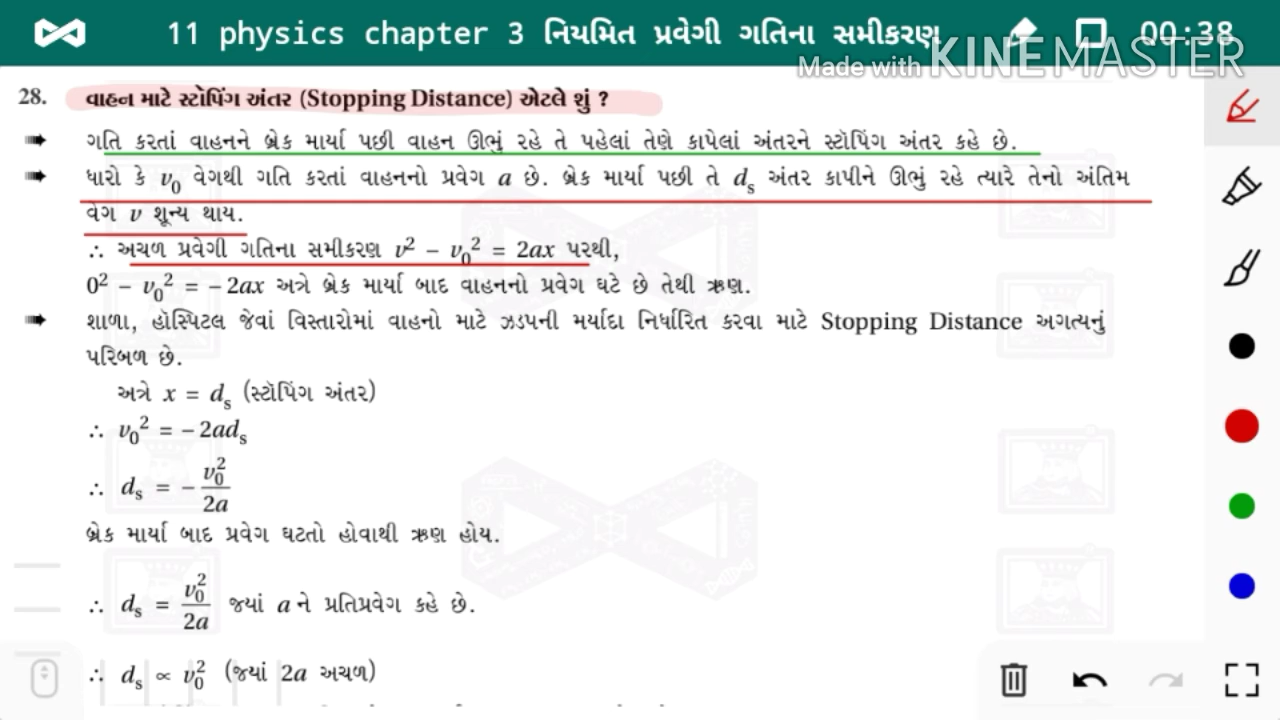 11 physics chapter 3 નિયમિત પ્રવેગી ગતિના સમીકરણ 00:38
Made with KINEMASTER
28. વાહન માટે સ્ટોપિંગ અંતર (Stopping Distance) એટલે શું ?
➠ ગતિ કરતાં વાહનને બ્રેક માર્યા પછી વાહન ઊભું રહે તે પહેલાં તેણે કાપેલાં અંતરને સ્ટૉપિંગ અંતર કહે છે.
➠ ધારો કે v₀ વેગથી ગતિ કરતાં વાહનનો પ્રવેગ a છે. બ્રેક માર્યા પછી તે dₛ અંતર કાપીને ઊભું રહે ત્યારે તેનો અંતિમ
વેગ v શૂન્ય થાય.
∴ અચળ પ્રવેગી ગતિના સમીકરણ v² − v₀² = 2ax પરથી,
0² − v₀² = − 2ax અત્રે બ્રેક માર્યા બાદ વાહનનો પ્રવેગ ઘટે છે તેથી ઋણ.
➠ શાળા, હૉસ્પિટલ જેવાં વિસ્તારોમાં વાહનો માટે ઝડપની મર્યાદા નિર્ધારિત કરવા માટે Stopping Distance અગત્યનું
પરિબળ છે.
અત્રે x = dₛ (સ્ટૉપિંગ અંતર)
∴ v₀² = − 2adₛ
∴ dₛ = − v₀²/2a
બ્રેક માર્યા બાદ પ્રવેગ ઘટતો હોવાથી ઋણ હોય.
∴ dₛ = v₀²/2a જ્યાં a ને પ્રતિપ્રવેગ કહે છે.
∴ dₛ ∝ v₀² (જ્યાં 2a અચળ)